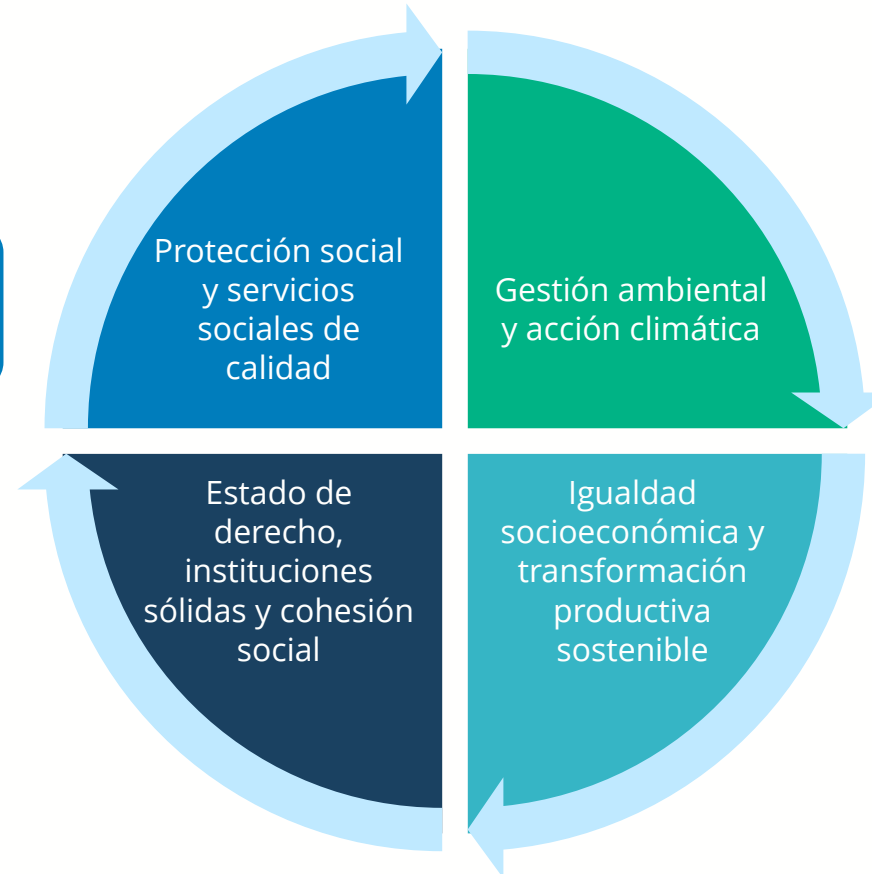 Protección social
y servicios
sociales de
calidad
Gestión ambiental
y acción climática
Estado de
derecho,
instituciones
sólidas y cohesión
social
Igualdad
socioeconómica y
transformación
productiva
sostenible